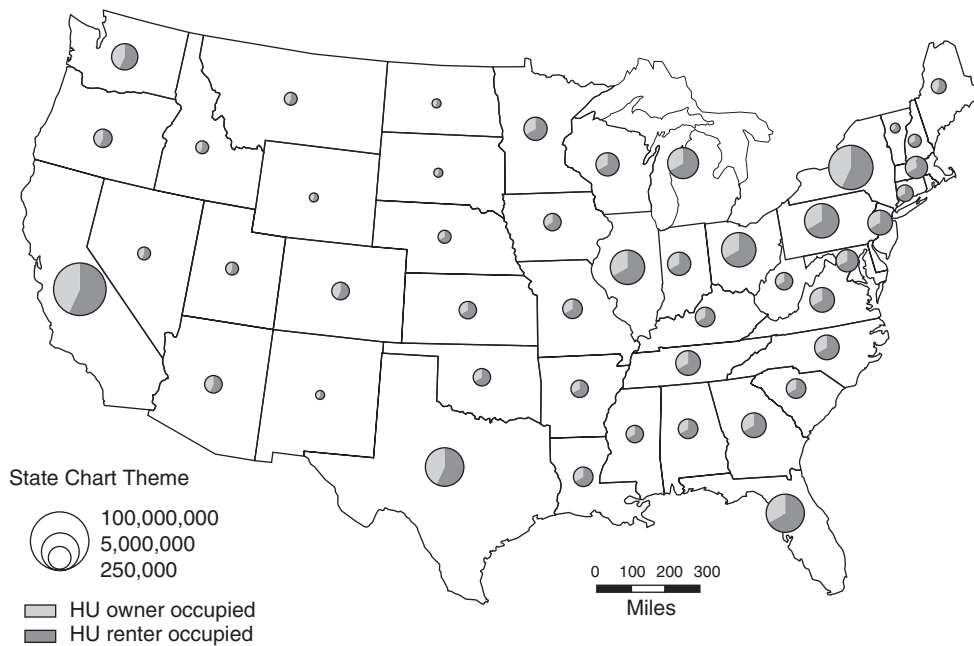 State Chart Theme
100,000,000
5,000,000
250,000
HU owner occupied
HU renter occupied
0 100 200 300
Miles